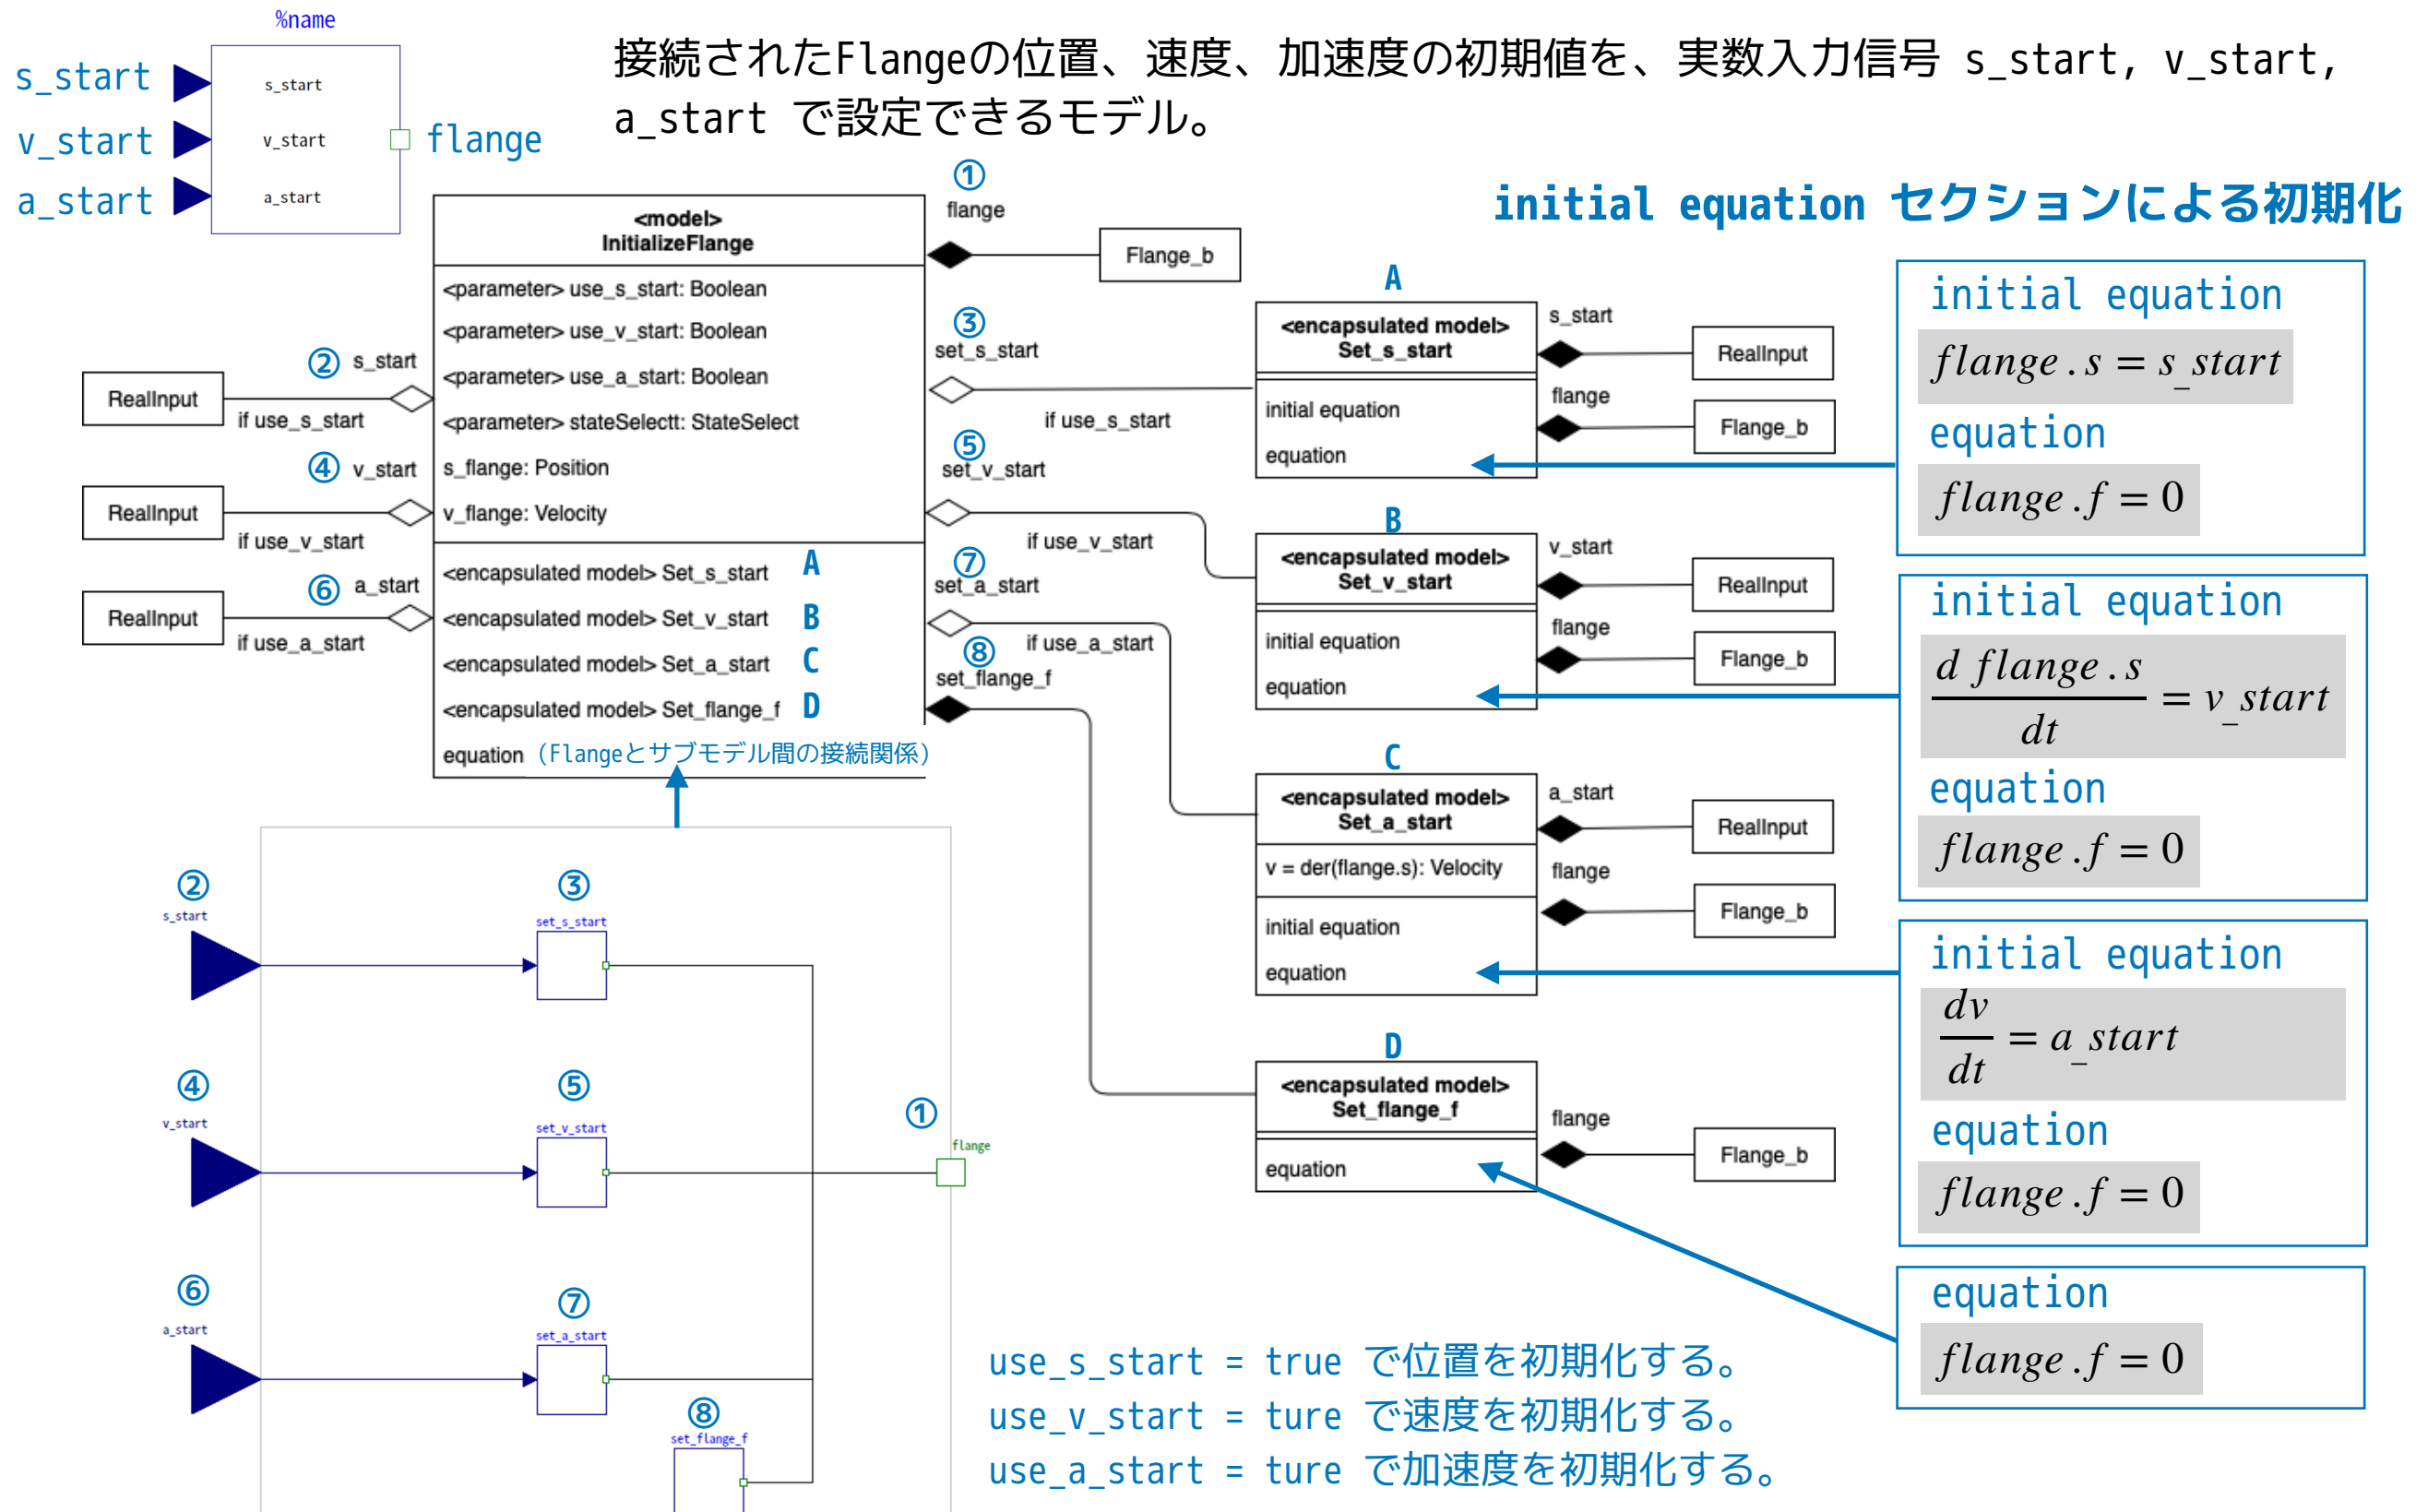 %name
s_start
v_start
a_start
s_start
v_start
a_start
flange
接続されたFlangeの位置、速度、加速度の初期値を、実数入力信号 s_start, v_start,
a_start で設定できるモデル。
initial equation セクションによる初期化
<model>
InitializeFlange
<parameter> use_s_start: Boolean
<parameter> use_v_start: Boolean
<parameter> use_a_start: Boolean
<parameter> stateSelectt: StateSelect
s_flange: Position
v_flange: Velocity
<encapsulated model> Set_s_start A
<encapsulated model> Set_v_start B
<encapsulated model> Set_a_start C
<encapsulated model> Set_flange_f D
equation (Flangeとサブモデル間の接続関係)
② s_start
RealInput
if use_s_start
④ v_start
RealInput
if use_v_start
⑥ a_start
RealInput
if use_a_start
①
flange
Flange_b
③
set_s_start
if use_s_start
⑤
set_v_start
if use_v_start
⑦
set_a_start
if use_a_start
⑧
set_flange_f
A
<encapsulated model>
Set_s_start
initial equation
equation
s_start
RealInput
flange
Flange_b
B
<encapsulated model>
Set_v_start
initial equation
equation
v_start
RealInput
flange
Flange_b
C
<encapsulated model>
Set_a_start
v = der(flange.s): Velocity
initial equation
equation
a_start
RealInput
flange
Flange_b
D
<encapsulated model>
Set_flange_f
equation
flange
Flange_b
initial equation
flange.s = s_start
equation
flange.f = 0
initial equation
d flange.s
dt
= v_start
equation
flange.f = 0
initial equation
dv
dt
= a_start
equation
flange.f = 0
equation
flange.f = 0
②
s_start
③
set_s_start
④
v_start
⑤
set_v_start
①
flange
⑥
a_start
⑦
set_a_start
⑧
set_flange_f
use_s_start = true で位置を初期化する。
use_v_start = ture で速度を初期化する。
use_a_start = ture で加速度を初期化する。